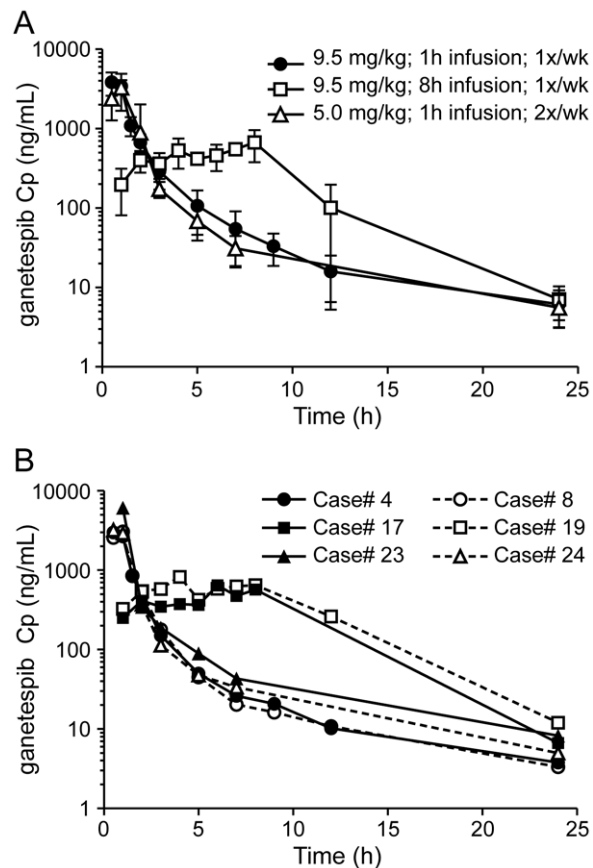 A
10000
1000
100
10
1
ganetespib Cp (ng/mL)
9.5 mg/kg; 1h infusion; 1x/wk
9.5 mg/kg; 8h infusion; 1x/wk
5.0 mg/kg; 1h infusion; 2x/wk
0 5 10 15 20 25
Time (h)
B
10000
1000
100
10
1
ganetespib Cp (ng/mL)
Case# 4 Case# 8
Case# 17 Case# 19
Case# 23 Case# 24
0 5 10 15 20 25
Time (h)